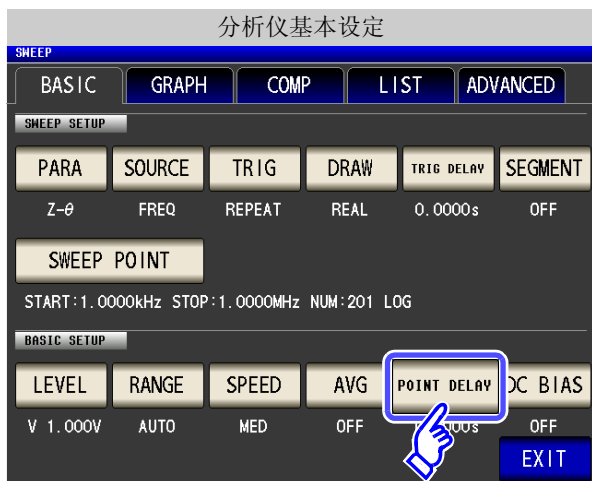 分析仪基本设定
SWEEP
BASIC GRAPH COMP LIST ADVANCED
SWEEP SETUP
PARA SOURCE TRIG DRAW TRIG DELAY SEGMENT
Z-θ FREQ REPEAT REAL 0.0000s OFF
SWEEP POINT
START:1.0000kHz STOP:1.0000MHz NUM:201 LOG
BASIC SETUP
LEVEL RANGE SPEED AVG POINT DELAY DC BIAS
V 1.000V AUTO MED OFF OFF
EXIT